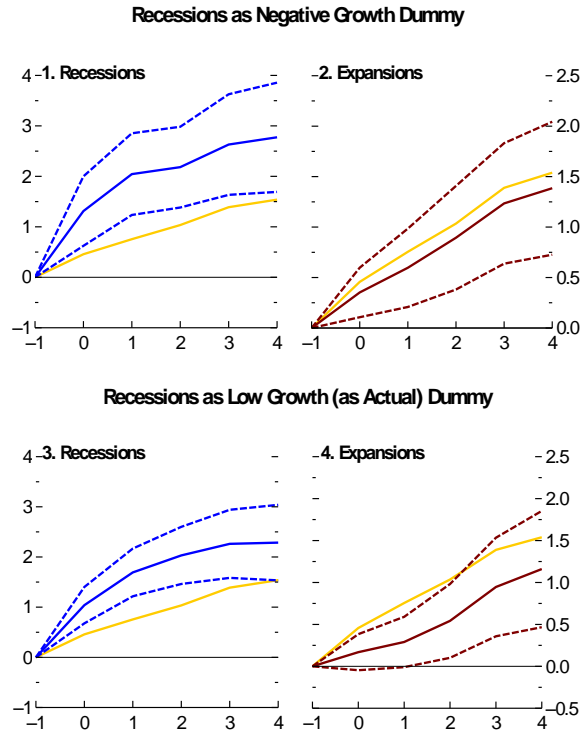 Recessions as Negative Growth Dummy
1. Recessions
2. Expansions
4
3
2
1
0
–1
2.5
2.0
1.5
1.0
0.5
0.0
–1 0 1 2 3 4
–1 0 1 2 3 4
Recessions as Low Growth (as Actual) Dummy
3. Recessions
4. Expansions
4
3
2
1
0
–1
2.5
2.0
1.5
1.0
0.5
0.0
–0.5
–1 0 1 2 3 4
–1 0 1 2 3 4